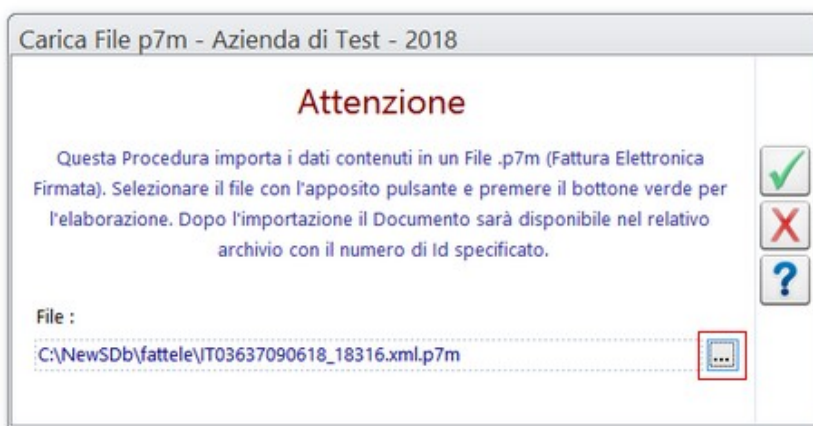 Carica File p7m - Azienda di Test - 2018
Attenzione
Questa Procedura importa i dati contenuti in un File .p7m (Fattura Elettronica
Firmata). Selezionare il file con l'apposito pulsante e premere il bottone verde per
l'elaborazione. Dopo l'importazione il Documento sarà disponibile nel relativo
archivio con il numero di Id specificato.
?
File :
C:\NewSDb\fattele\IT03637090618_18316.xml.p7m
...